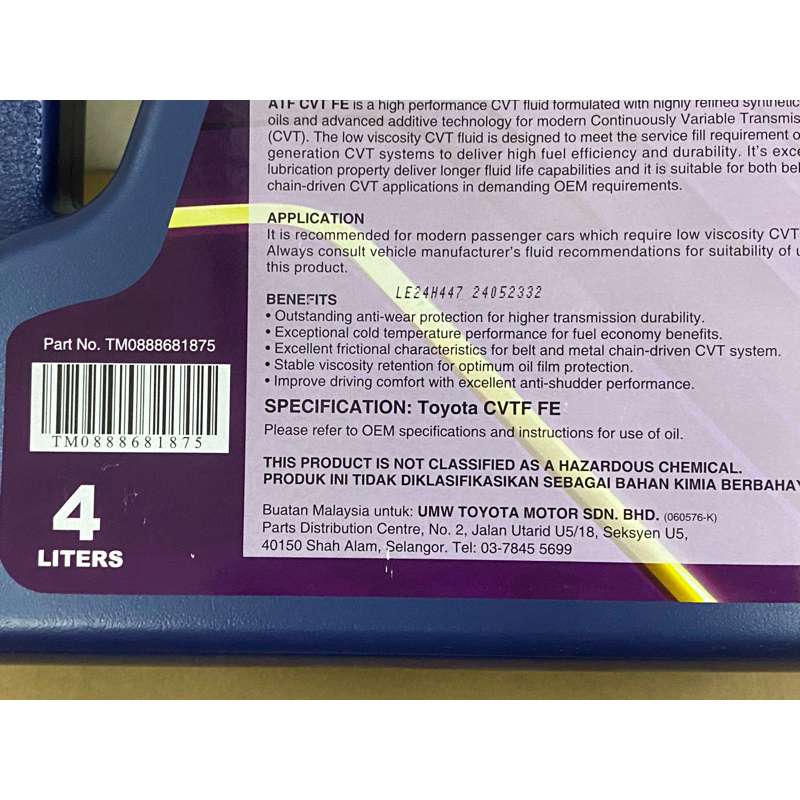 ATF CVT FE is a high performance CVT fluid formulated with highly refined synthetic
oils and advanced additive technology for modern Continuously Variable
(CVT). The low viscosity CVT fluid is designed to meet the service fill requirement
generation CVT systems to deliver high fuel efficiency and durability. It's
lubrication property deliver longer fluid life capabilities and it is suitable for both
chain-driven CVT applications in demanding OEM requirements.
APPLICATION
It is recommended for modern passenger cars which require low viscosity CVT
Always consult vehicle manufacturer's fluid recommendations for suitability of
this product.
LE24H447 24052332
BENEFITS
• Outstanding anti-wear protection for higher transmission durability.
• Exceptional cold temperature performance for fuel economy benefits.
• Excellent frictional characteristics for belt and metal chain-driven CVT system.
• Stable viscosity retention for optimum oil film protection.
• Improve driving comfort with excellent anti-shudder performance.
SPECIFICATION: Toyota CVTF FE
Please refer to OEM specifications and instructions for use of oil.
THIS PRODUCT IS NOT CLASSIFIED AS A HAZARDOUS CHEMICAL.
PRODUK INI TIDAK DIKLASIFIKASIKAN SEBAGAI BAHAN KIMIA
Buatan Malaysia untuk: UMW TOYOTA MOTOR SDN. BHD. (060576-K)
Parts Distribution Centre, No. 2, Jalan Utarid U5/18, Seksyen U5,
40150 Shah Alam, Selangor. Tel: 03-7845 5699
Part No. TM0888681875
TM0888681875
4
LITERS